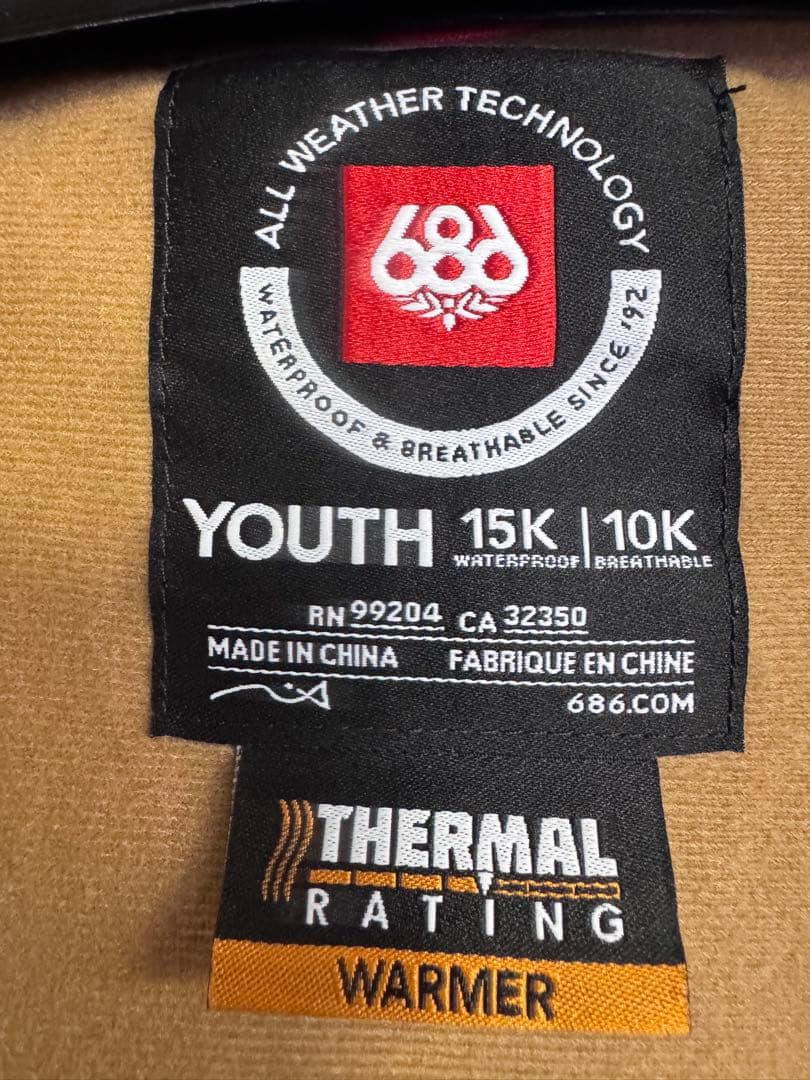 ALL WEATHER TECHNOLOGY
686
WATERPROOF & BREATHABLE SINCE '92
YOUTH 15K | 10K
WATERPROOF BREATHABLE
RN 99204 CA 32350
MADE IN CHINA FABRIQUE EN CHINE
686.COM
THERMAL
RATING
WARMER